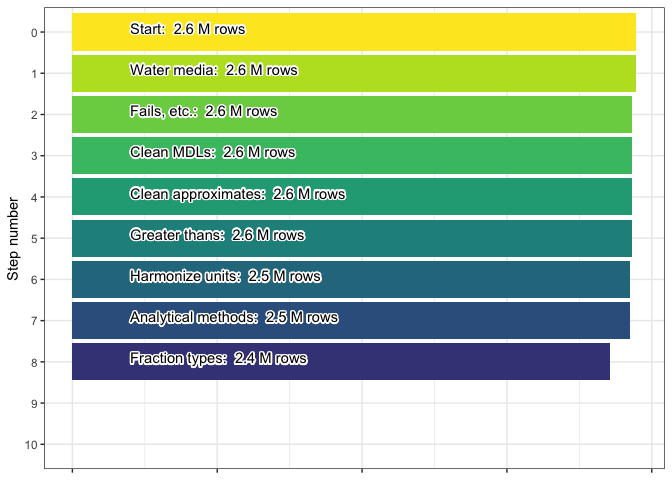 Step number
0
Start:  2.6 M rows
1
Water media:  2.6 M rows
2
Fails, etc.:  2.6 M rows
3
Clean MDLs:  2.6 M rows
4
Clean approximates:  2.6 M rows
5
Greater thans:  2.6 M rows
6
Harmonize units:  2.5 M rows
7
Analytical methods:  2.5 M rows
8
Fraction types:  2.4 M rows
9
10